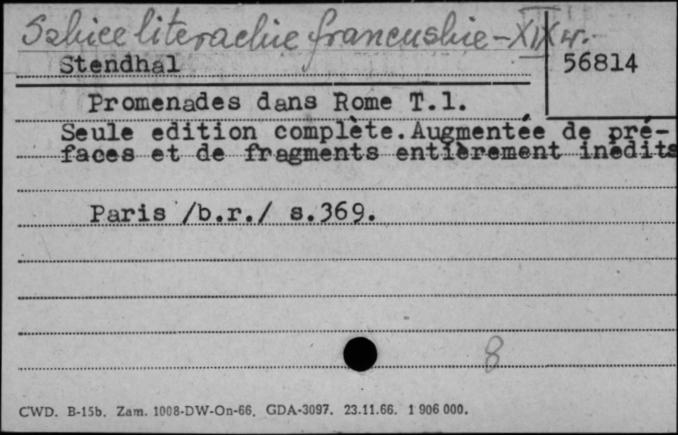 Szkice literackie francuskie - XIX w.
Stendhal
56814
Promenades dans Rome T.1.
Seule edition complète.Augmentée de pré-
faces et de fragments entièrement inédits
Paris /b.r./ s.369.
8
CWD. B-15b. Zam. 1008-DW-On-66. GDA-3097. 23.11.66. 1 906 000.